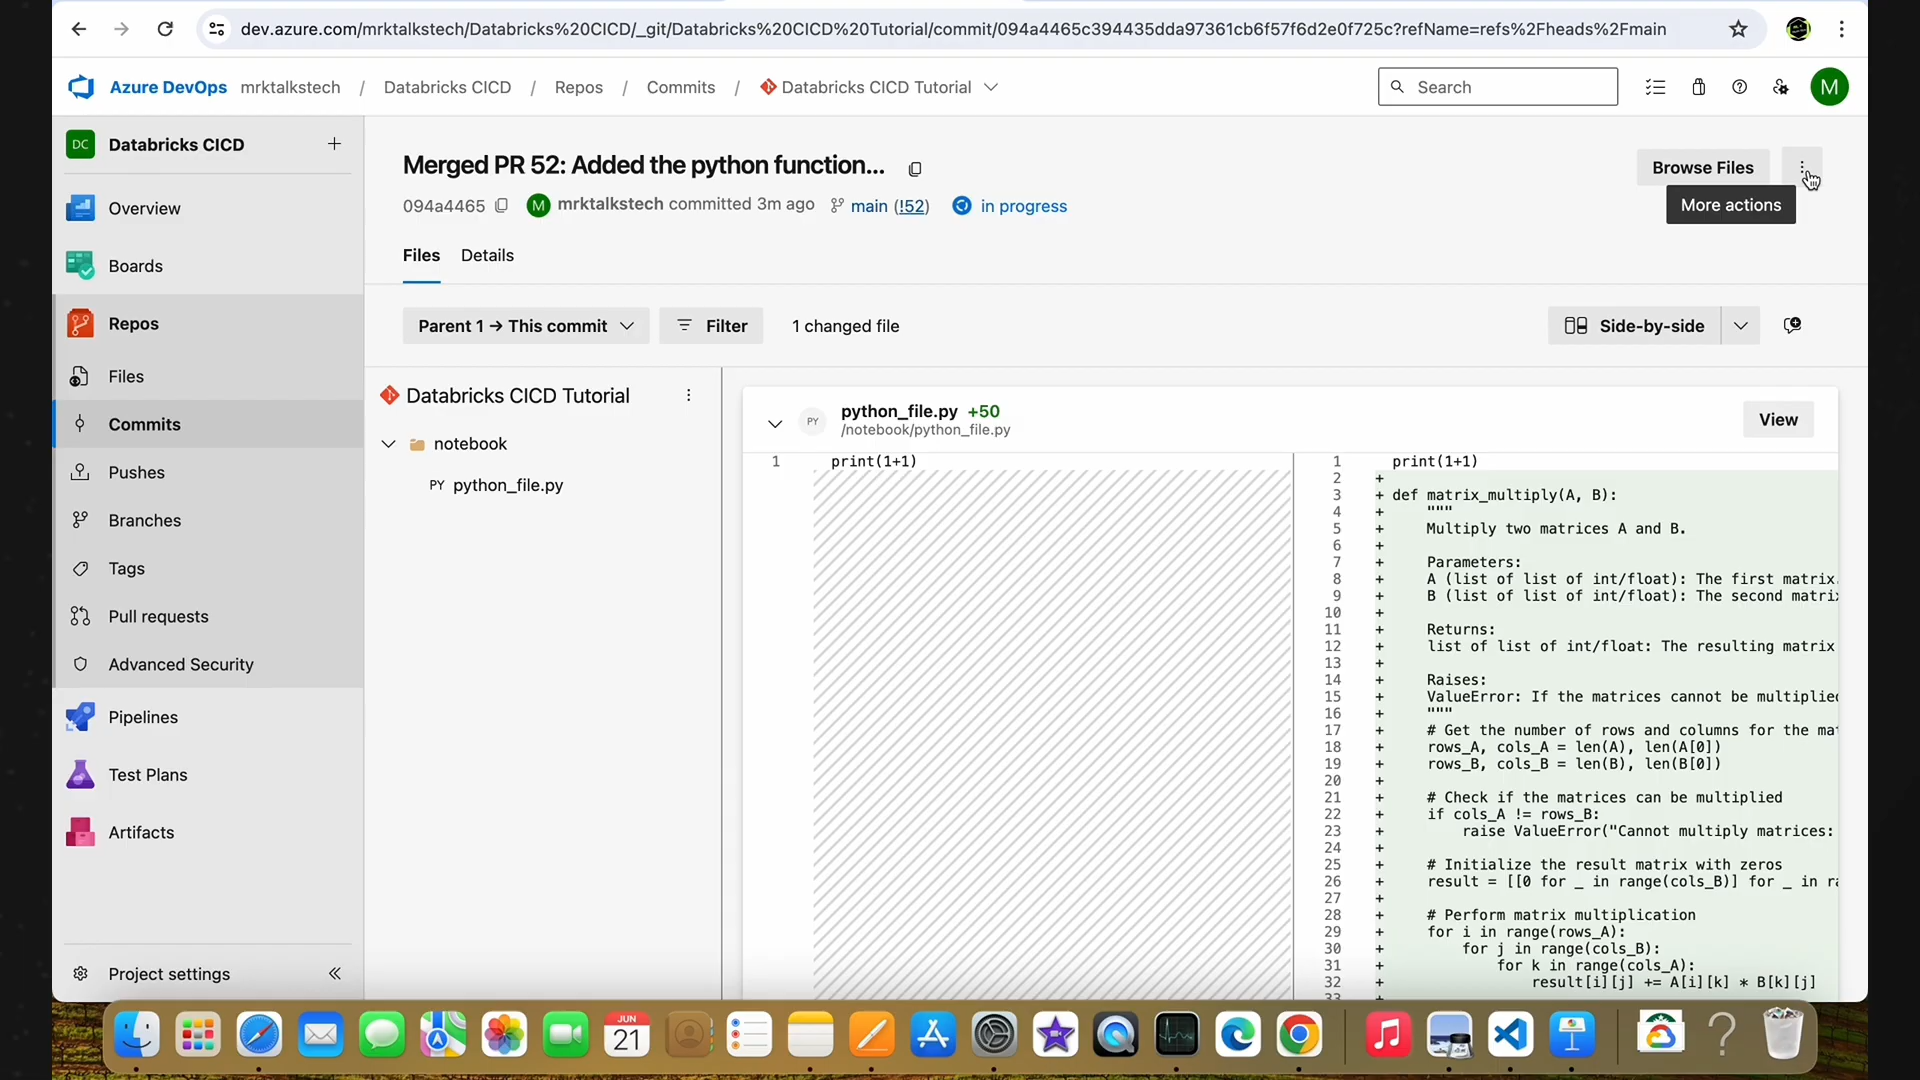 dev.azure.com/mrktalkstech/Databricks%20CICD/_git/Databricks%20CICD%20Tutorial/commit/094a4465c394435dda97361cb6f57f6d2e0f725c?refName=refs%2Fheads%2Fmain
Azure DevOps mrktalkstech / Databricks CICD / Repos / Commits / Databricks CICD Tutorial
Search
M
DC Databricks CICD +
Overview
Boards
Repos
Files
Commits
Pushes
Branches
Tags
Pull requests
Advanced Security
Pipelines
Test Plans
Artifacts
Project settings
Merged PR 52: Added the python function...
Browse Files
More actions
094a4465 M mrktalkstech committed 3m ago main (!52) in progress
Files Details
Parent 1 → This commit Filter 1 changed file
Side-by-side
Databricks CICD Tutorial
notebook
PY python_file.py
PY python_file.py +50
/notebook/python_file.py
View
1 print(1+1)
1 print(1+1)
2 +
3 + def matrix_multiply(A, B):
4 + """
5 + Multiply two matrices A and B.
6 +
7 + Parameters:
8 + A (list of list of int/float): The first matrix.
9 + B (list of list of int/float): The second matri
10 +
11 + Returns:
12 + list of list of int/float: The resulting matrix
13 +
14 + Raises:
15 + ValueError: If the matrices cannot be multiplied
16 + """
17 + # Get the number of rows and columns for the mat
18 + rows_A, cols_A = len(A), len(A[0])
19 + rows_B, cols_B = len(B), len(B[0])
20 +
21 + # Check if the matrices can be multiplied
22 + if cols_A != rows_B:
23 + raise ValueError("Cannot multiply matrices:
24 +
25 + # Initialize the result matrix with zeros
26 + result = [[0 for _ in range(cols_B)] for _ in ra
27 +
28 + # Perform matrix multiplication
29 + for i in range(rows_A):
30 + for j in range(cols_B):
31 + for k in range(cols_A):
32 + result[i][j] += A[i][k] * B[k][j]
33 +
JUN
21